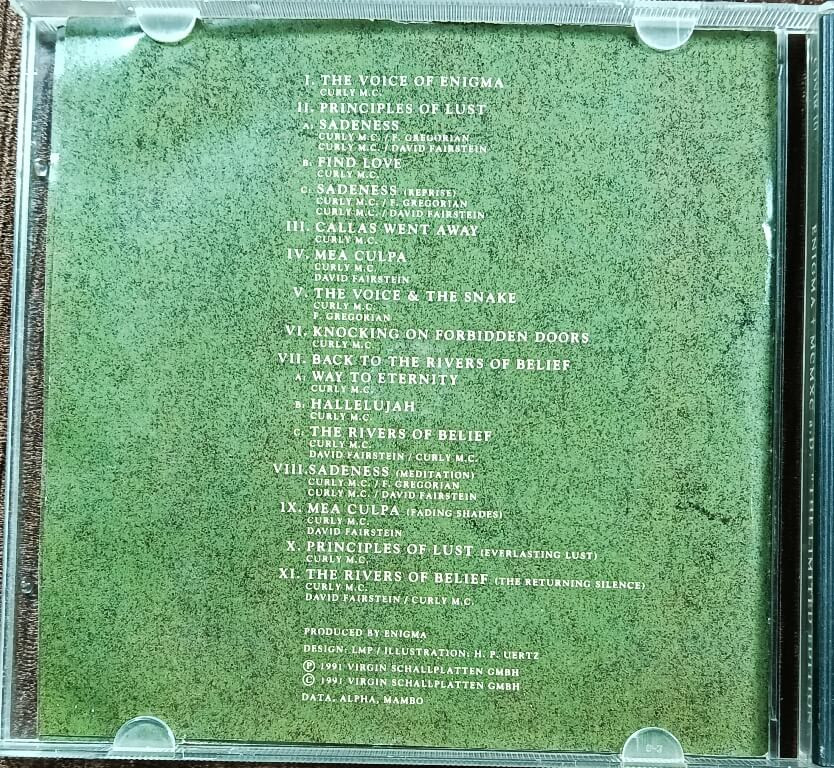 I. THE VOICE OF ENIGMA
CURLY M.C.
II. PRINCIPLES OF LUST
A: SADENESS
CURLY M.C. / F. GREGORIAN
CURLY M.C. / DAVID FAIRSTEIN
B: FIND LOVE
CURLY M.C.
C: SADENESS (REPRISE)
CURLY M.C. / F. GREGORIAN
CURLY M.C. / DAVID FAIRSTEIN
III. CALLAS WENT AWAY
CURLY M.C.
IV. MEA CULPA
CURLY M.C.
DAVID FAIRSTEIN
V. THE VOICE & THE SNAKE
CURLY M.C.
F. GREGORIAN
VI. KNOCKING ON FORBIDDEN DOORS
CURLY M.C.
VII. BACK TO THE RIVERS OF BELIEF
A: WAY TO ETERNITY
CURLY M.C.
B: HALLELUJAH
CURLY M.C.
C: THE RIVERS OF BELIEF
CURLY M.C.
DAVID FAIRSTEIN / CURLY M.C.
VIII. SADENESS (MEDITATION)
CURLY M.C. / F. GREGORIAN
CURLY M.C. / DAVID FAIRSTEIN
IX. MEA CULPA (FADING SHADES)
CURLY M.C.
DAVID FAIRSTEIN
X. PRINCIPLES OF LUST (EVERLASTING LUST)
CURLY M.C.
XI. THE RIVERS OF BELIEF (THE RETURNING SILENCE)
CURLY M.C.
DAVID FAIRSTEIN / CURLY M.C.
PRODUCED BY ENIGMA
DESIGN: LMP / ILLUSTRATION: H. P. UERTZ
Ⓟ 1991 VIRGIN SCHALLPLATTEN GMBH
© 1991 VIRGIN SCHALLPLATTEN GMBH
DATA, ALPHA, MAMBO
ENIGMA / MCMXC a.D. THE LIMITED EDITION